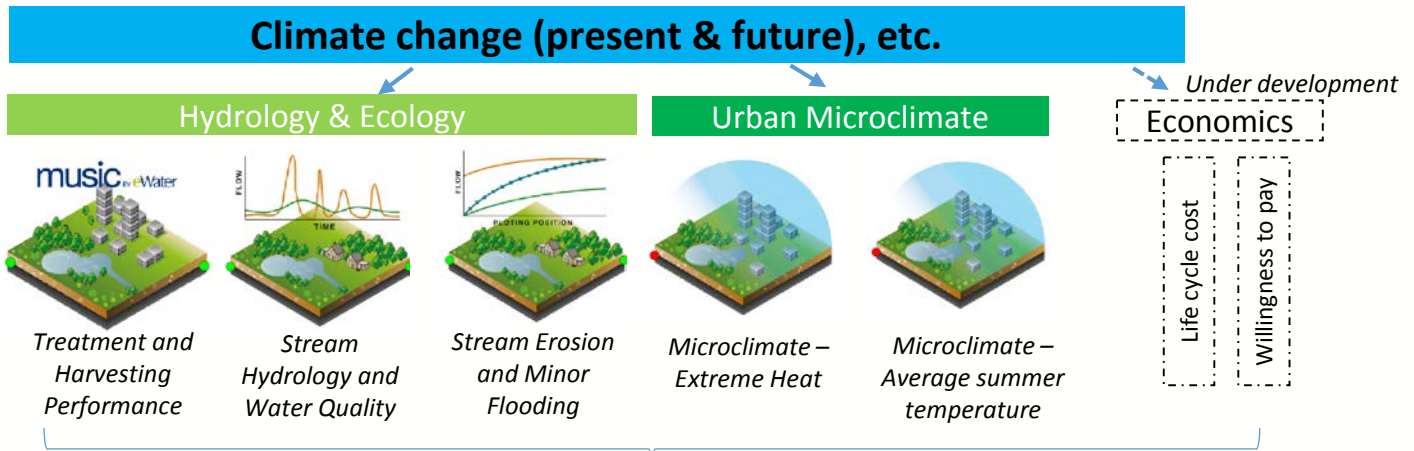 Climate change (present & future), etc.
Under development
Hydrology & Ecology
Urban Microclimate
Economics
music BY eWater
FLOW
TIME
FLOW
PLOTING POSITION
Treatment and
Harvesting
Performance
Stream
Hydrology and
Water Quality
Stream Erosion
and Minor
Flooding
Microclimate –
Extreme Heat
Microclimate –
Average summer
temperature
Life cycle cost
Willingness to pay